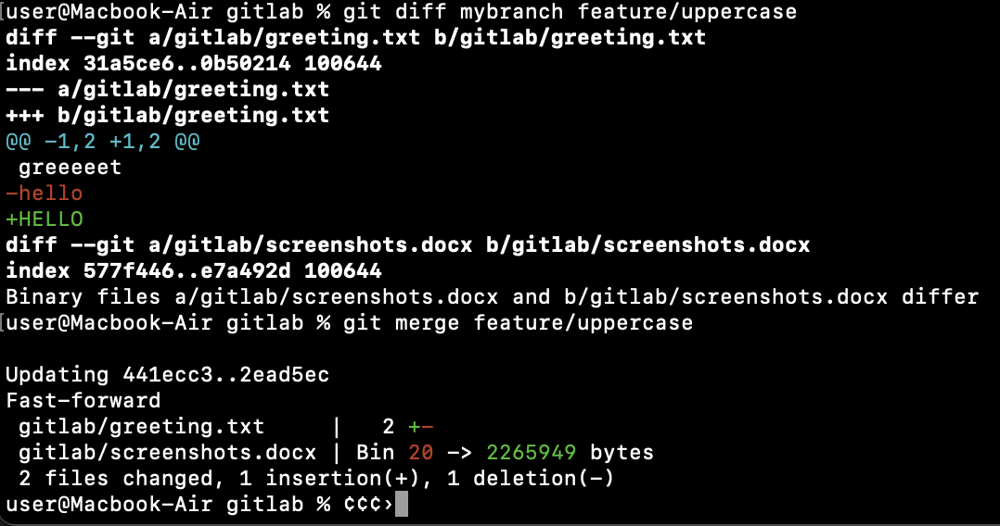 [user@Macbook-Air gitlab % git diff mybranch feature/uppercase
diff --git a/gitlab/greeting.txt b/gitlab/greeting.txt
index 31a5ce6..0b50214 100644
--- a/gitlab/greeting.txt
+++ b/gitlab/greeting.txt
@@ -1,2 +1,2 @@
 greeeeet
-hello
+HELLO
diff --git a/gitlab/screenshots.docx b/gitlab/screenshots.docx
index 577f446..e7a492d 100644
Binary files a/gitlab/screenshots.docx and b/gitlab/screenshots.docx differ
[user@Macbook-Air gitlab % git merge feature/uppercase
Updating 441ecc3..2ead5ec
Fast-forward
 gitlab/greeting.txt     |   2 +-
 gitlab/screenshots.docx | Bin 20 -> 2265949 bytes
 2 files changed, 1 insertion(+), 1 deletion(-)
user@Macbook-Air gitlab % ¢¢¢›